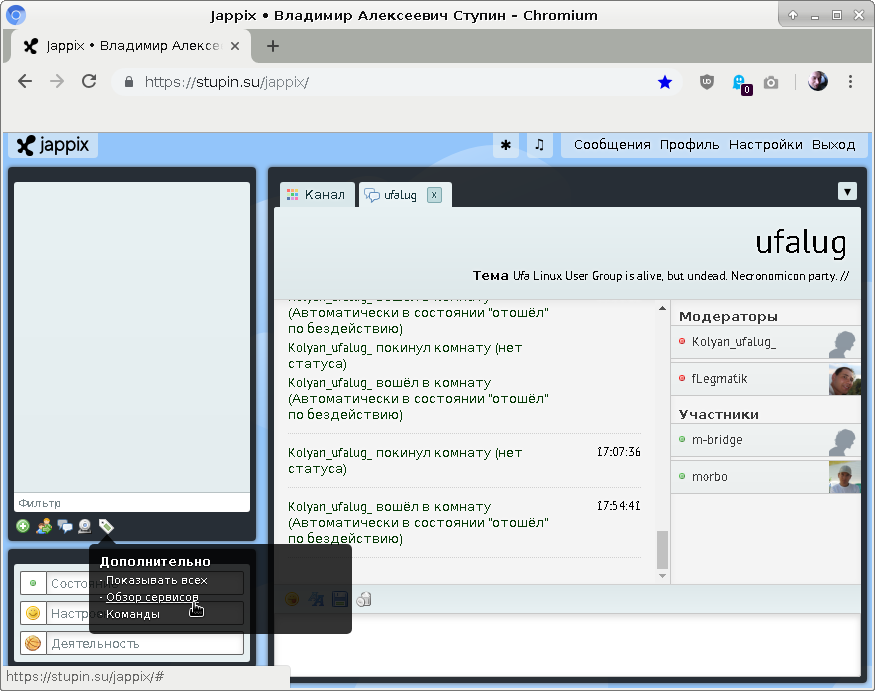 Jappix • Владимир Алексеевич Ступин - Chromium
Jappix • Владимир Алексе
https://stupin.su/jappix/
0
jappix
Сообщения Профиль Настройки Выход
Канал
ufalug
x
ufalug
Тема Ufa Linux User Group is alive, but undead. Necronomicon party. //
Kolyan_ufalug_ вошёл в комнату
(Автоматически в состоянии "отошёл"
по бездействию)
Kolyan_ufalug_ покинул комнату (нет
статуса)
Kolyan_ufalug_ вошёл в комнату
(Автоматически в состоянии "отошёл"
по бездействию)
Kolyan_ufalug_ покинул комнату (нет 17:07:36
статуса)
Kolyan_ufalug_ вошёл в комнату 17:54:41
(Автоматически в состоянии "отошёл"
по бездействию)
Модераторы
Kolyan_ufalug_
fLegmatik
Участники
m-bridge
morbo
Фильтр
Дополнительно
- Показывать всех
- Обзор сервисов
- Команды
Состоя
Настро
Деятельность
https://stupin.su/jappix/#